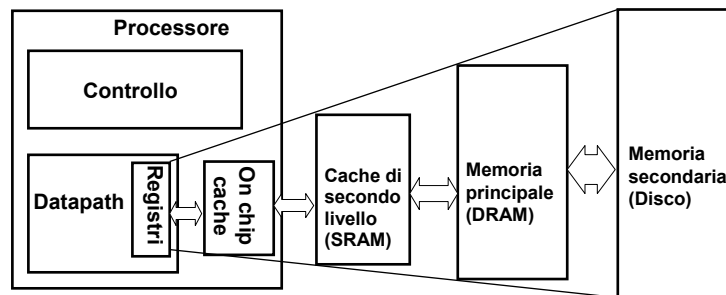 Processore
Controllo
Datapath
Registri
On chip
cache
Cache di
secondo
livello
(SRAM)
Memoria
principale
(DRAM)
Memoria
secondaria
(Disco)